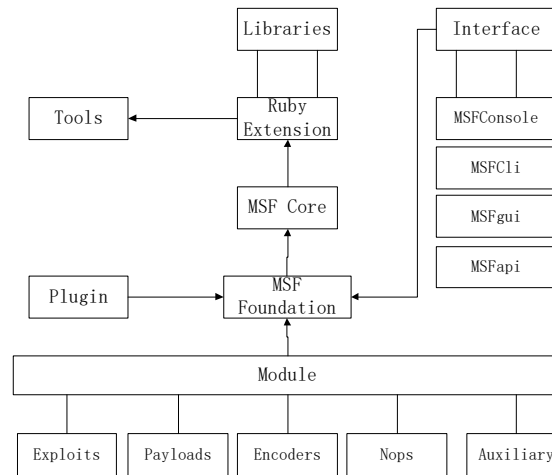 Libraries
Interface
Tools
Ruby
Extension
MSFConsole
MSFCli
MSF Core
MSFgui
MSFapi
Plugin
MSF
Foundation
Module
Exploits
Payloads
Encoders
Nops
Auxiliary